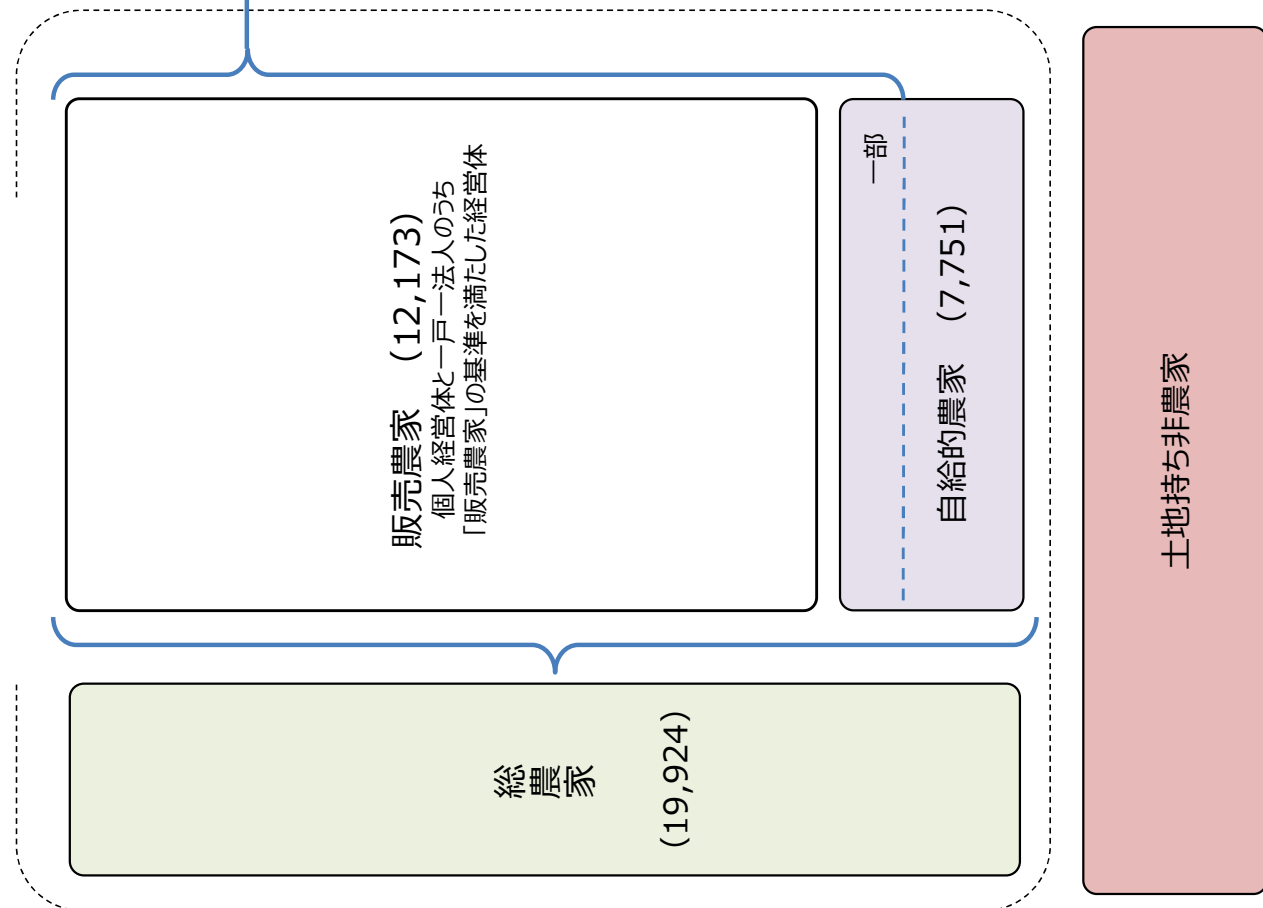 総
農
家
(19,924)
販売農家　(12,173)
個人経営体と一戸一法人のうち
「販売農家」の基準を満たした経営体
一部
自給的農家　(7,751)
土地持ち非農家